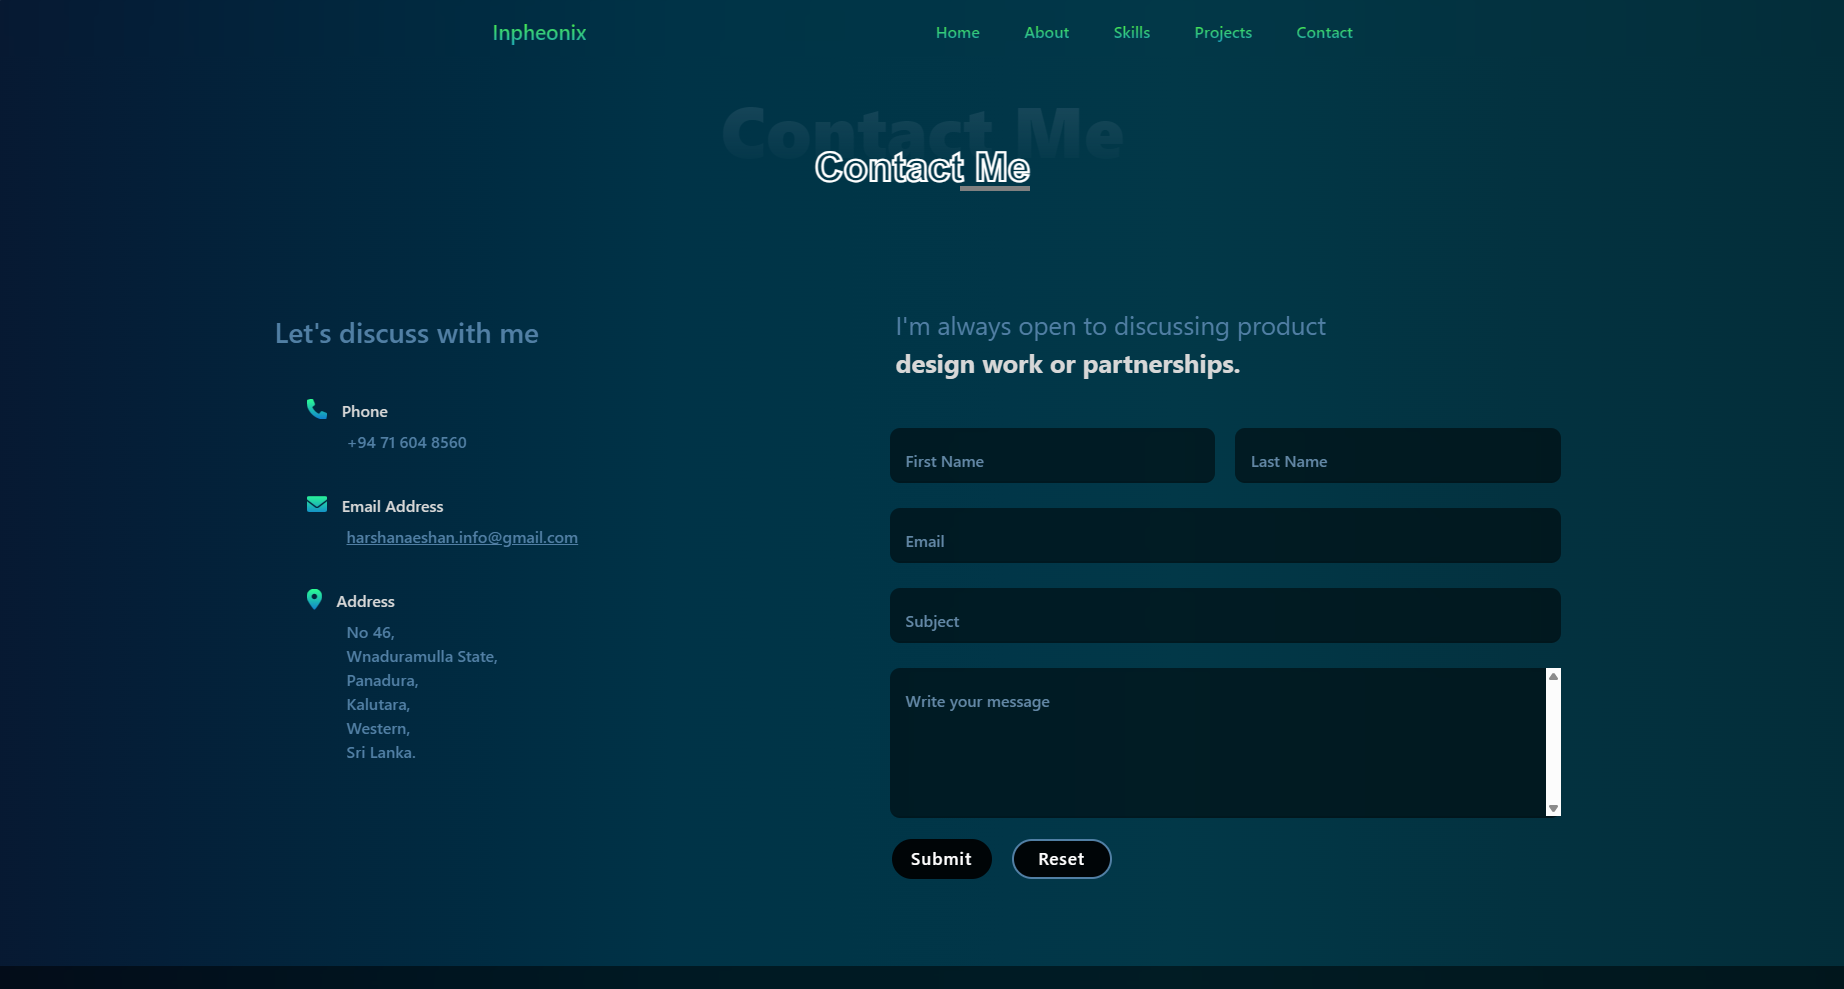 Inpheonix
Home
About
Skills
Projects
Contact
Contact Me
Contact Me
Let's discuss with me
Phone
+94 71 604 8560
Email Address
harshanaeshan.info@gmail.com
Address
No 46,
Wnaduramulla State,
Panadura,
Kalutara,
Western,
Sri Lanka.
I'm always open to discussing product
design work or partnerships.
First Name
Last Name
Email
Subject
Write your message
Submit
Reset